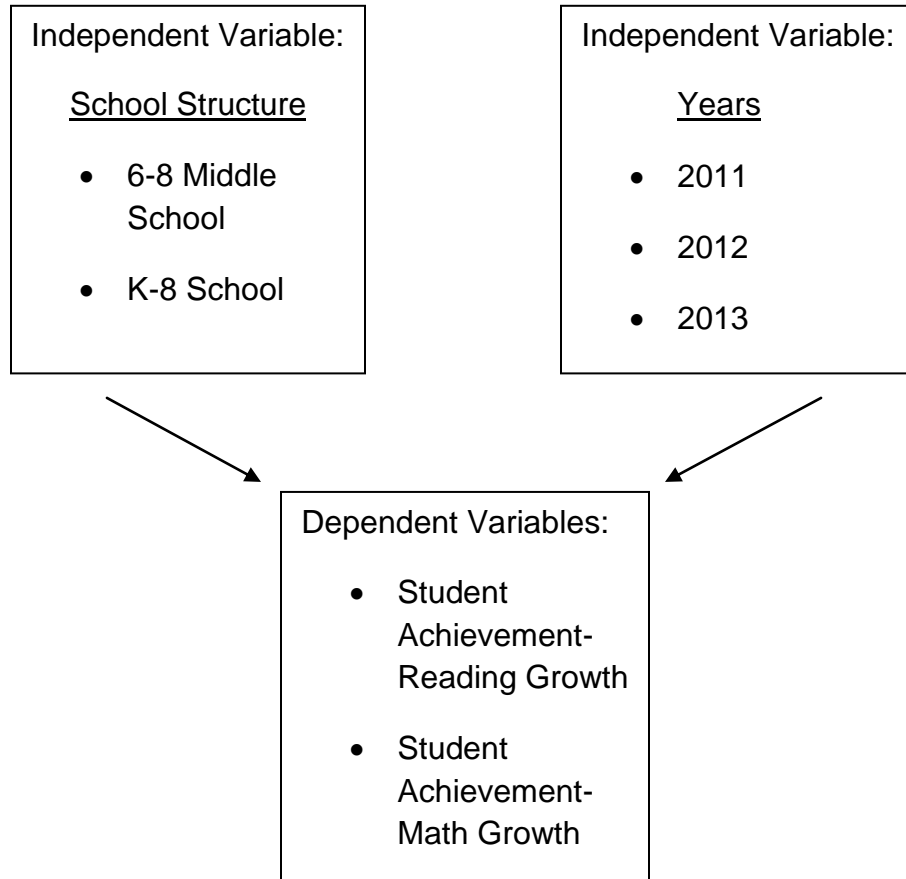 Independent Variable:
School Structure
• 6-8 Middle
School
• K-8 School
Independent Variable:
Years
• 2011
• 2012
• 2013
Dependent Variables:
• Student
Achievement-
Reading Growth
• Student
Achievement-
Math Growth